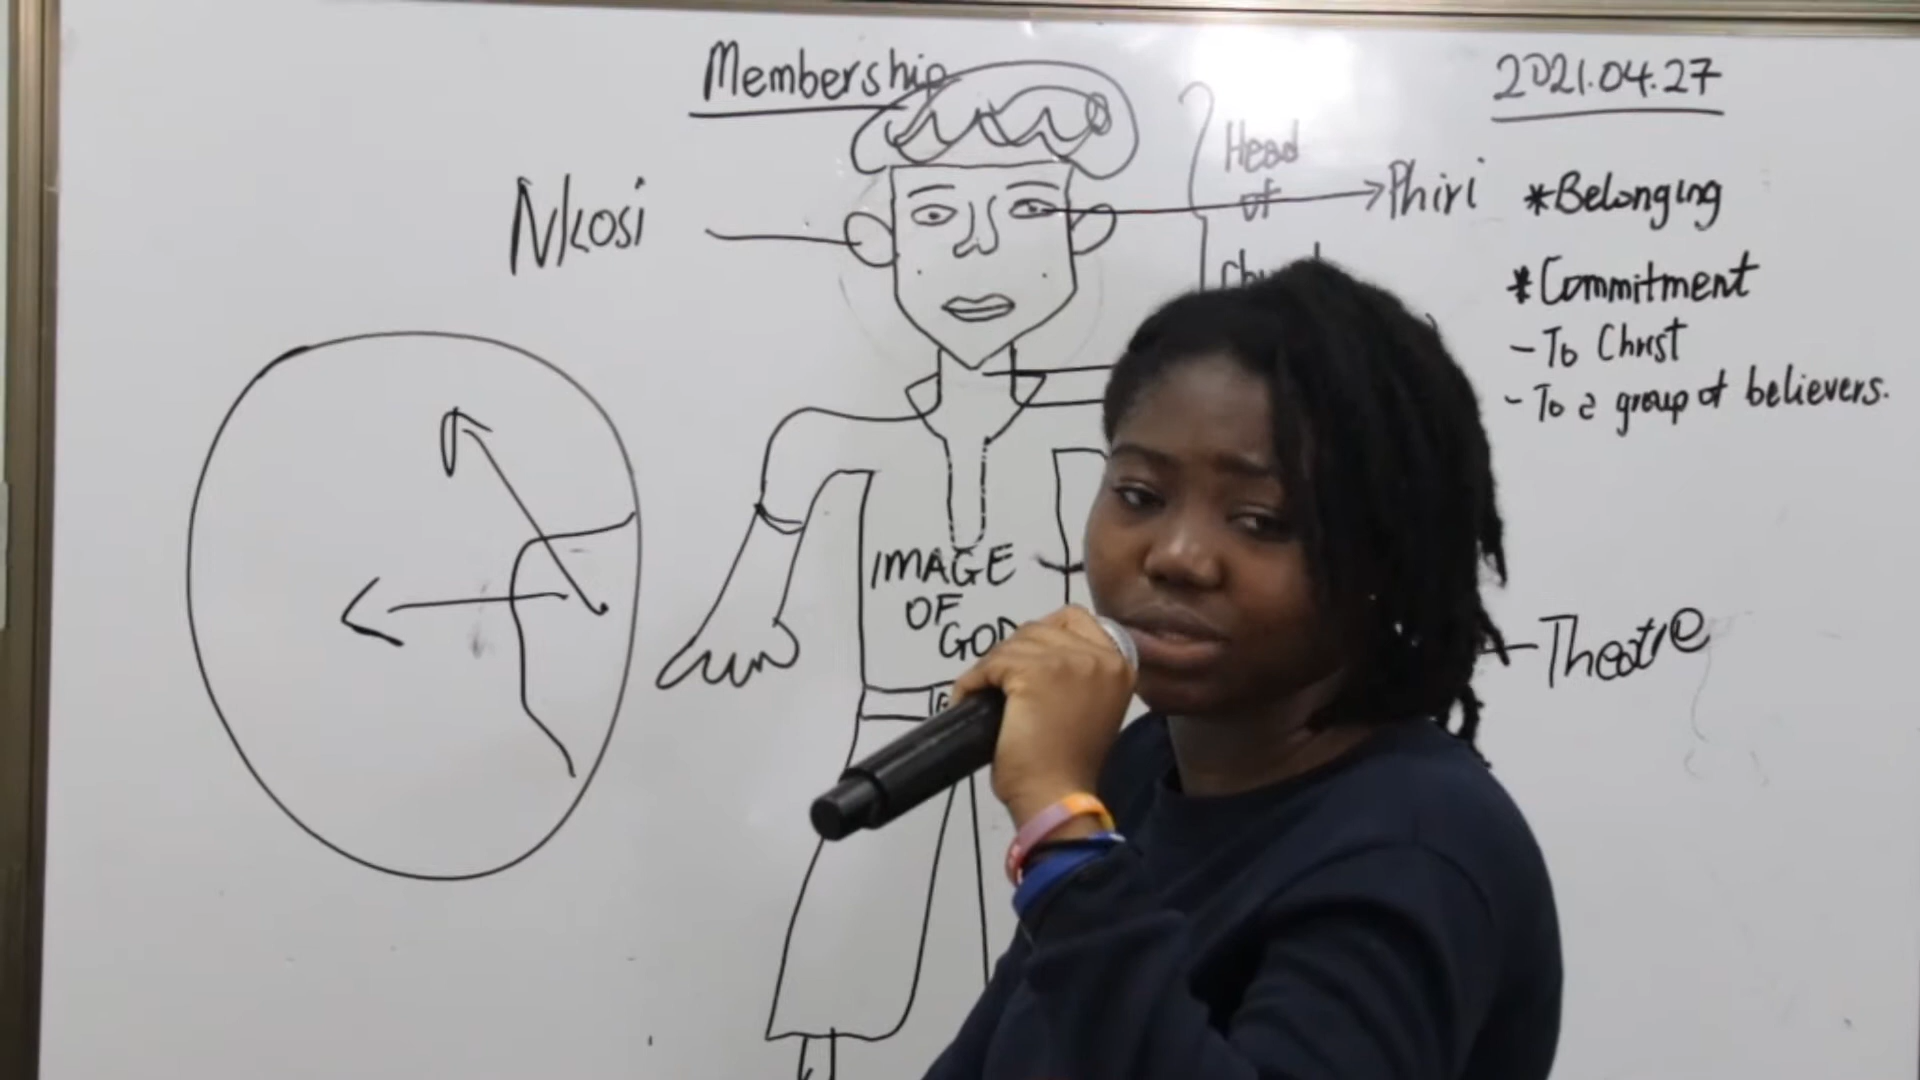 Membership
2021.04.27
Head
of
Nkosi
Phiri
*Belonging
*Commitment
- To Christ
- To a group of believers.
IMAGE
OF
GOD
Theatre